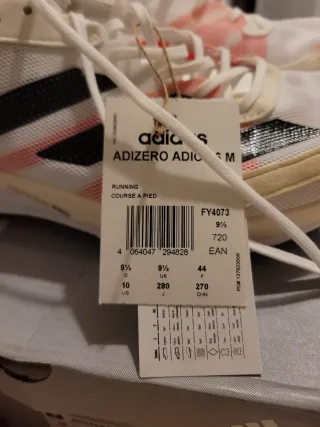 adidas
ADIZERO ADIOS 6 M
RUNNING
COURSE A PIED
FY4073
9½
720
EAN
4 064047 294828
9½ 9½ 44
D UK F
10 280 270
US J CHN